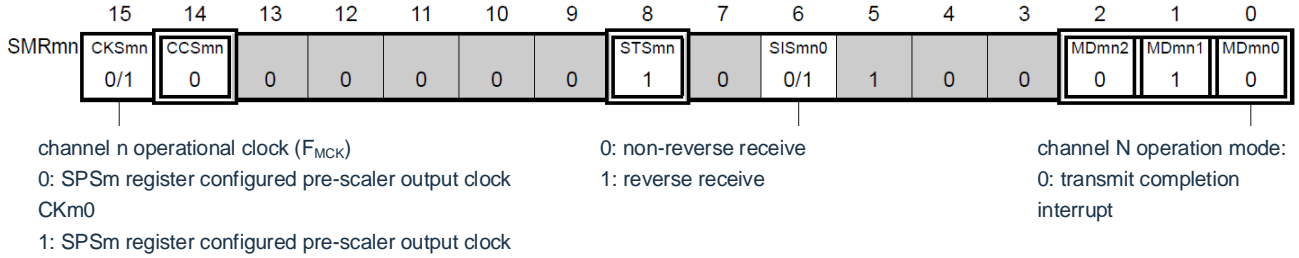 15 14 13 12 11 10 9 8 7 6 5 4 3 2 1 0
SMRmn CKSmn CCSmn STSmn SISmn0 MDmn2 MDmn1 MDmn0
0/1 0 0 0 0 0 0 1 0 0/1 1 0 0 0 1 0
channel n operational clock (FMCK)
0: SPSm register configured pre-scaler output clock
CKm0
1: SPSm register configured pre-scaler output clock
0: non-reverse receive
1: reverse receive
channel N operation mode:
0: transmit completion
interrupt